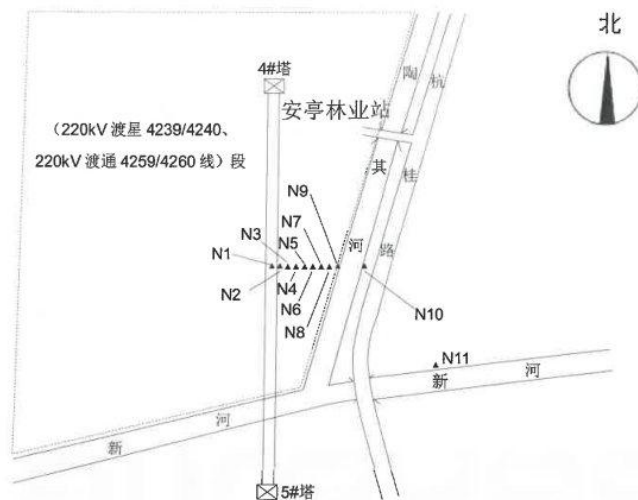 北
4#塔
安亭林业站
（220kV 渡星 4239/4240、
220kV 渡通 4259/4260 线）段
陶其河
杭桂路
N9
N7
N3
N5
N1
N2
N4
N6
N8
N10
N11
新河
新河
5#塔